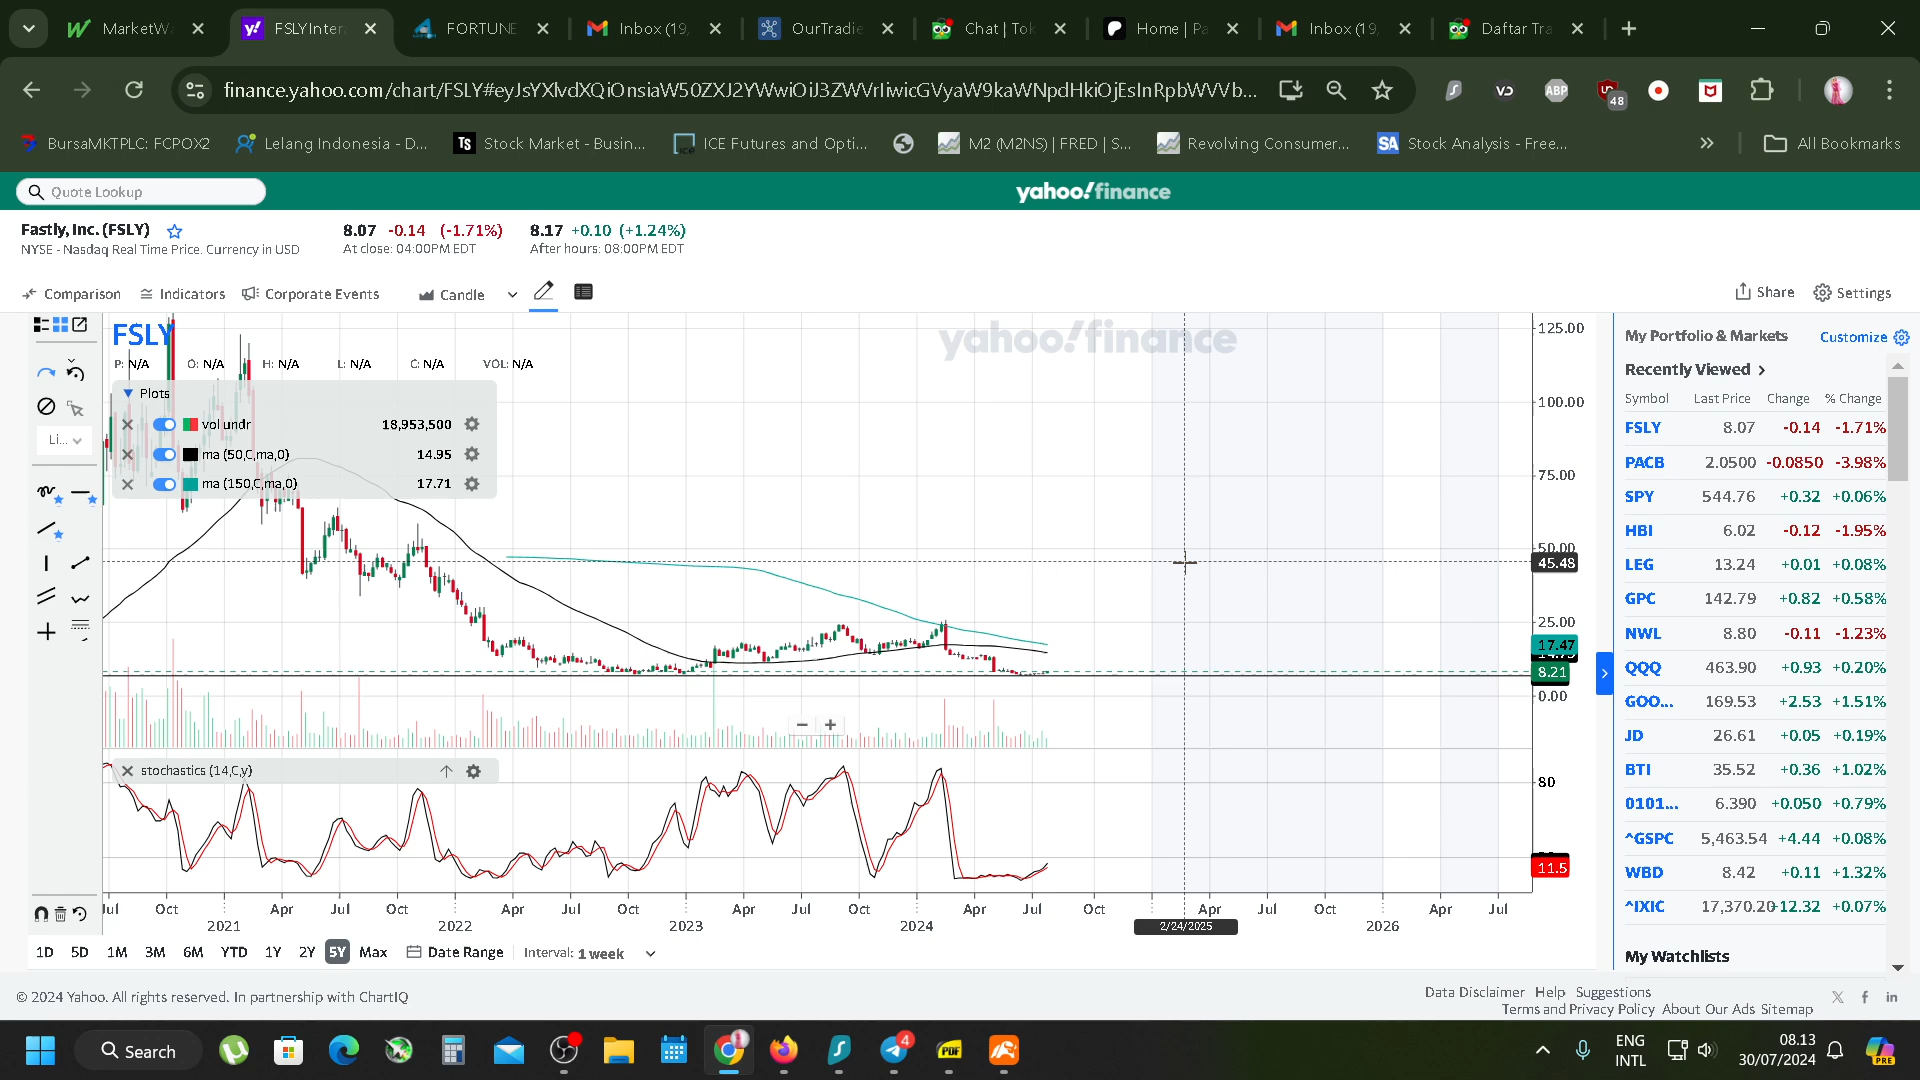 MarketW
FSLYInter
FORTUNE
Inbox (19,
OurTradie
Chat | Tok
Home | Pa
Inbox (19,
Daftar Tra
finance.yahoo.com/chart/FSLY#eyJsYXlvdXQiOnsiaW50ZXJ2YWwiOiJ3ZWVrIiwicGVyaW9kaWNpdHkiOjEsInRpbWVVb...
VD
ABP
48
BursaMKTPLC: FCPOX2
Lelang Indonesia - D...
Ts Stock Market - Busin...
ICE Futures and Opti...
M2 (M2NS) | FRED | S...
Revolving Consumer...
SA Stock Analysis - Free...
All Bookmarks
Quote Lookup
yahoo!finance
Fastly, Inc. (FSLY)
8.07 -0.14 (-1.71%)
8.17 +0.10 (+1.24%)
NYSE - Nasdaq Real Time Price. Currency in USD
At close: 04:00PM EDT
After hours: 08:00PM EDT
Comparison
Indicators
Corporate Events
Candle
Share
Settings
FSLY
yahoo!finance
P: N/A O: N/A H: N/A L: N/A C: N/A VOL: N/A
Plots
vol undr 18,953,500
ma (50,C,ma,0) 14.95
ma (150,C,ma,0) 17.71
Li...
125.00
100.00
75.00
50.00
45.48
25.00
17.47
8.21
0.00
stochastics (14,C,y)
80
11.5
Jul Oct Apr Jul Oct Apr Jul Oct Apr Jul Oct Apr Jul Oct Apr Jul Oct Apr Jul
2021 2022 2023 2024 2/24/2025 2026
1D 5D 1M 3M 6M YTD 1Y 2Y 5Y Max
Date Range
Interval: 1 week
My Portfolio & Markets
Customize
Recently Viewed
Symbol Last Price Change % Change
FSLY 8.07 -0.14 -1.71%
PACB 2.0500 -0.0850 -3.98%
SPY 544.76 +0.32 +0.06%
HBI 6.02 -0.12 -1.95%
LEG 13.24 +0.01 +0.08%
GPC 142.79 +0.82 +0.58%
NWL 8.80 -0.11 -1.23%
QQQ 463.90 +0.93 +0.20%
GOO... 169.53 +2.53 +1.51%
JD 26.61 +0.05 +0.19%
BTI 35.52 +0.36 +1.02%
0101... 6.390 +0.050 +0.79%
^GSPC 5,463.54 +4.44 +0.08%
WBD 8.42 +0.11 +1.32%
^IXIC 17,370.20 +12.32 +0.07%
My Watchlists
© 2024 Yahoo. All rights reserved. In partnership with ChartIQ
Data Disclaimer Help Suggestions
Terms and Privacy Policy About Our Ads Sitemap
Search
4
PDF
ENG
INTL
08.13
30/07/2024
PRE